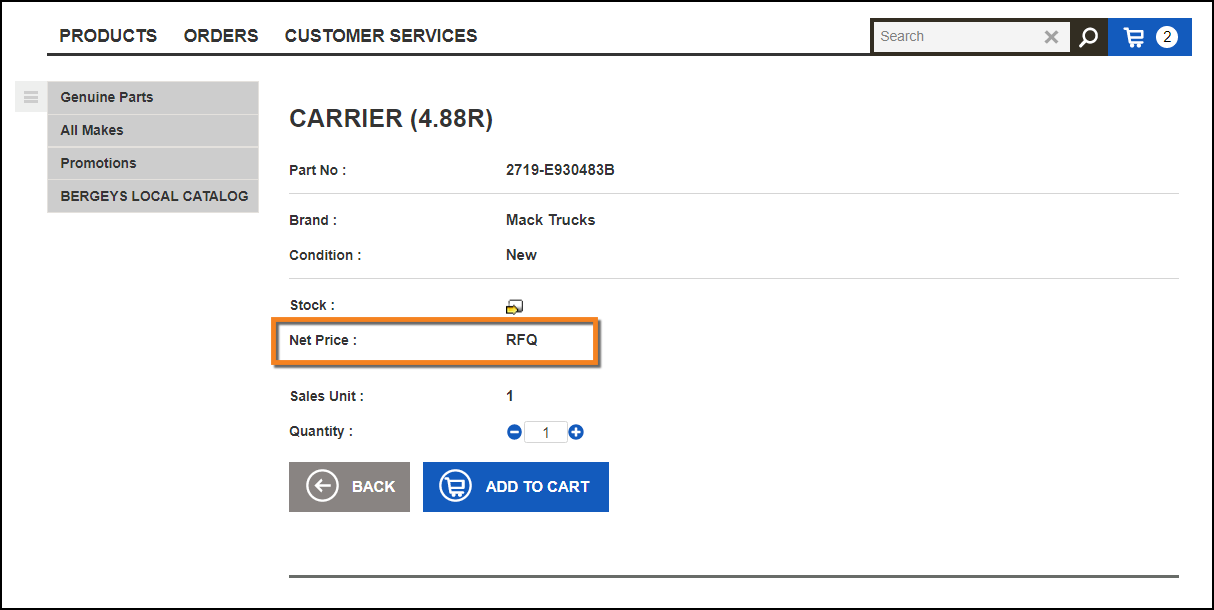 PRODUCTS ORDERS CUSTOMER SERVICES Search 2
Genuine Parts
All Makes
Promotions
BERGEYS LOCAL CATALOG
CARRIER (4.88R)
Part No : 2719-E930483B
Brand : Mack Trucks
Condition : New
Stock :
Net Price : RFQ
Sales Unit : 1
Quantity : 1
BACK ADD TO CART